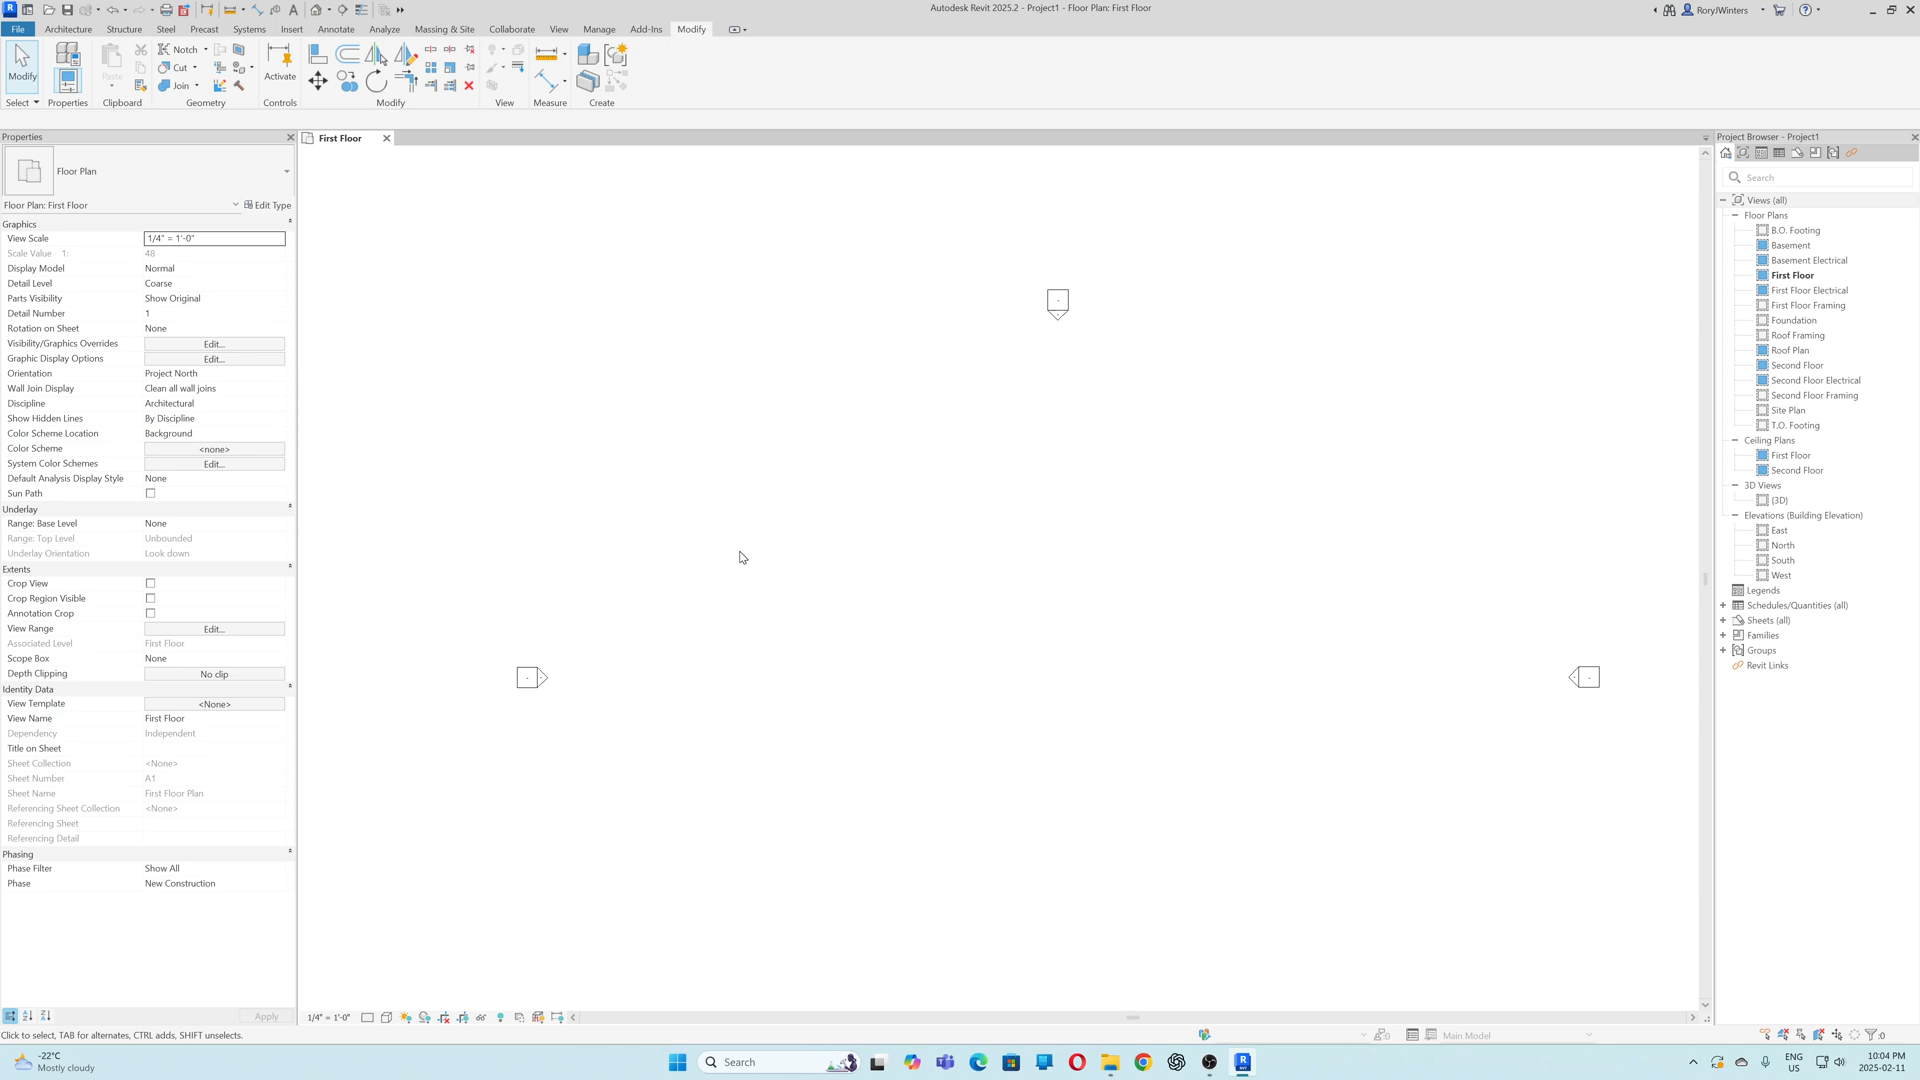 Autodesk Revit 2025.2 - Project1 - Floor Plan: First Floor
RoryJWinters
File Architecture Structure Steel Precast Systems Insert Annotate Analyze Massing & Site Collaborate View Manage Add-Ins Modify
Modify
Paste
Notch
Cut
Join
Activate
Select Properties Clipboard Geometry Controls Modify View Measure Create
Properties
Floor Plan
Floor Plan: First Floor Edit Type
Graphics
View Scale 1/4" = 1'-0"
Scale Value 1: 48
Display Model Normal
Detail Level Coarse
Parts Visibility Show Original
Detail Number 1
Rotation on Sheet None
Visibility/Graphics Overrides Edit...
Graphic Display Options Edit...
Orientation Project North
Wall Join Display Clean all wall joins
Discipline Architectural
Show Hidden Lines By Discipline
Color Scheme Location Background
Color Scheme <none>
System Color Schemes Edit...
Default Analysis Display Style None
Sun Path
Underlay
Range: Base Level None
Range: Top Level Unbounded
Underlay Orientation Look down
Extents
Crop View
Crop Region Visible
Annotation Crop
View Range Edit...
Associated Level First Floor
Scope Box None
Depth Clipping No clip
Identity Data
View Template <None>
View Name First Floor
Dependency Independent
Title on Sheet
Sheet Collection <None>
Sheet Number A1
Sheet Name First Floor Plan
Referencing Sheet Collection <None>
Referencing Sheet
Referencing Detail
Phasing
Phase Filter Show All
Phase New Construction
Apply
First Floor
1/4" = 1'-0"
Project Browser - Project1
Search
Views (all)
Floor Plans
B.O. Footing
Basement
Basement Electrical
First Floor
First Floor Electrical
First Floor Framing
Foundation
Roof Framing
Roof Plan
Second Floor
Second Floor Electrical
Second Floor Framing
Site Plan
T.O. Footing
Ceiling Plans
First Floor
Second Floor
3D Views
{3D}
Elevations (Building Elevation)
East
North
South
West
Legends
Schedules/Quantities (all)
Sheets (all)
Families
Groups
Revit Links
Click to select, TAB for alternates, CTRL adds, SHIFT unselects.
:0
Main Model
:0
-22°C
Mostly cloudy
Search
ENG
US
10:04 PM
2025-02-11